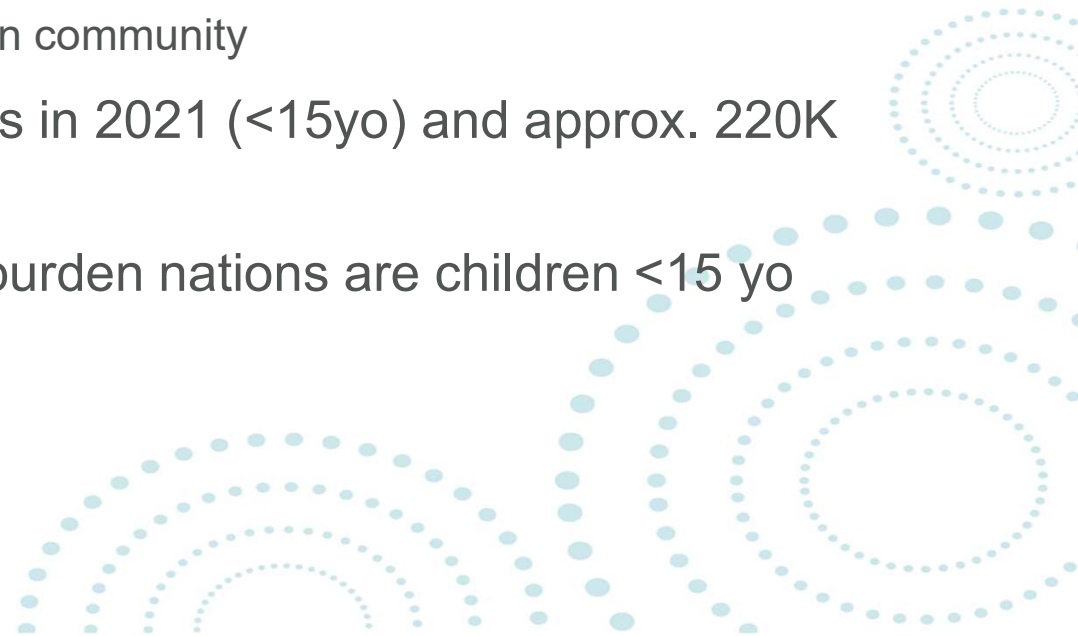 n community
s in 2021 (<15yo) and approx. 220K
burden nations are children <15 yo